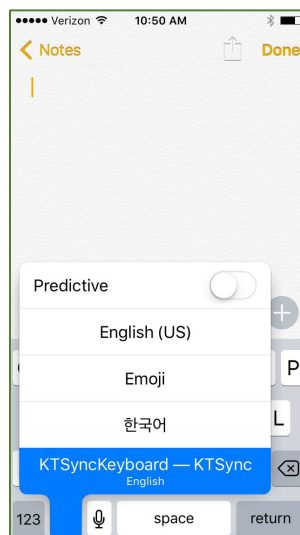 Verizon 10:50 AM
Notes Done
Predictive
English (US)
Emoji
한국어
KTSyncKeyboard — KTSync
English
P
L
123 space return